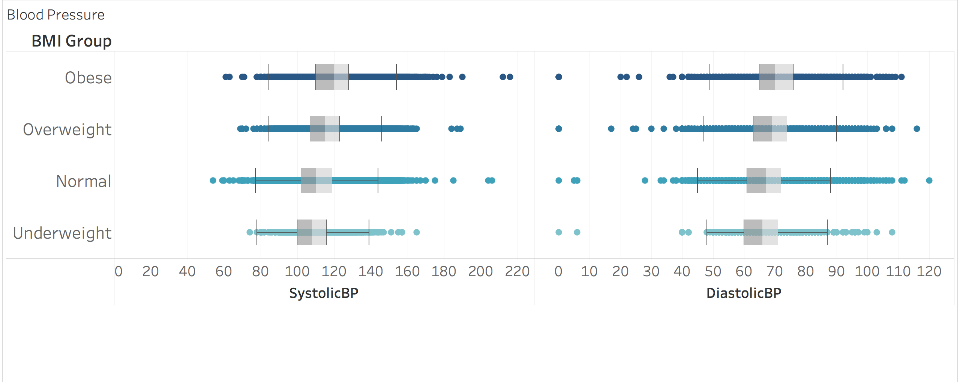 Blood Pressure
BMI Group
Obese
Overweight
Normal
Underweight
0 20 40 60 80 100 120 140 160 180 200 220 0 10 20 30 40 50 60 70 80 90 100 110 120
SystolicBP DiastolicBP